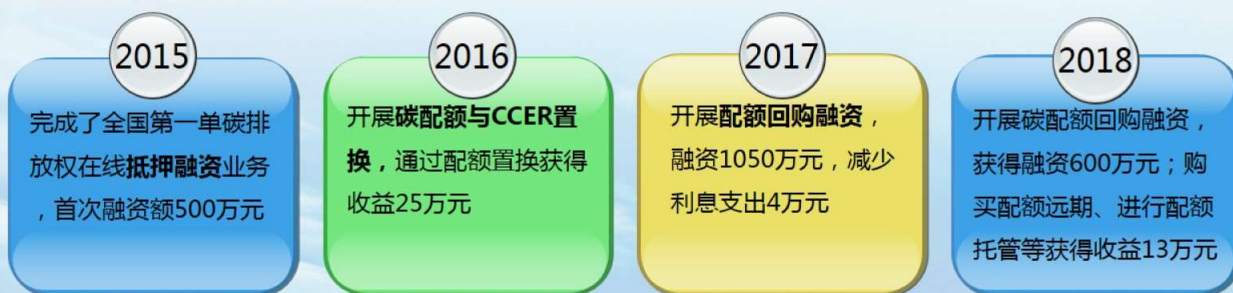 2015
完成了全国第一单碳排
放权在线抵押融资业务
，首次融资额500万元
2016
开展碳配额与CCER置
换，通过配额置换获得
收益25万元
2017
开展配额回购融资，
融资1050万元，减少
利息支出4万元
2018
开展碳配额回购融资，
获得融资600万元；购
买配额远期、进行配额
托管等获得收益13万元